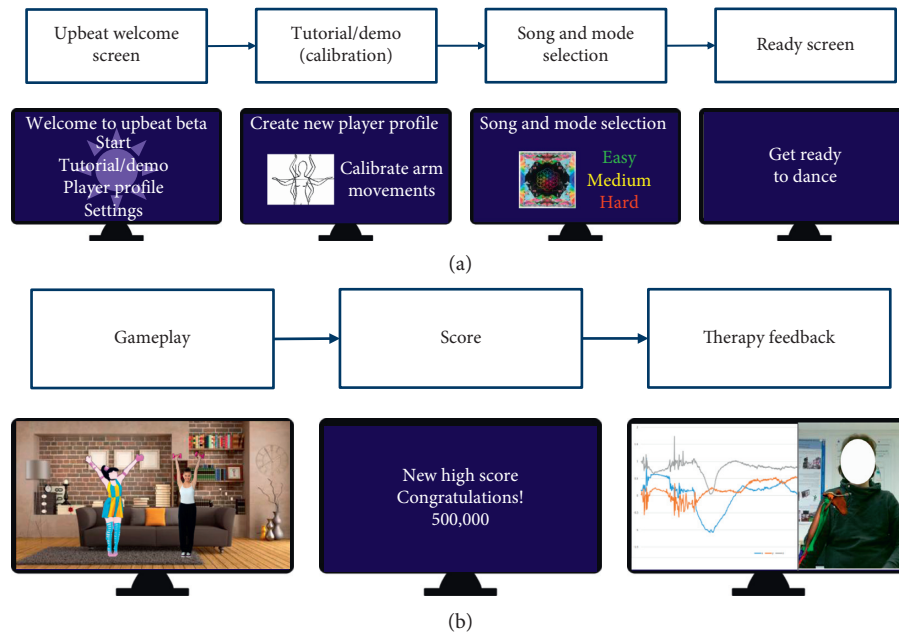 Upbeat welcome
screen
Tutorial/demo
(calibration)
Song and mode
selection
Ready screen
Welcome to upbeat beta
Start
Tutorial/demo
Player profile
Settings
Create new player profile
Calibrate arm
movements
Song and mode selection
Easy
Medium
Hard
Get ready
to dance
(a)
Gameplay
Score
Therapy feedback
New high score
Congratulations!
500,000
(b)